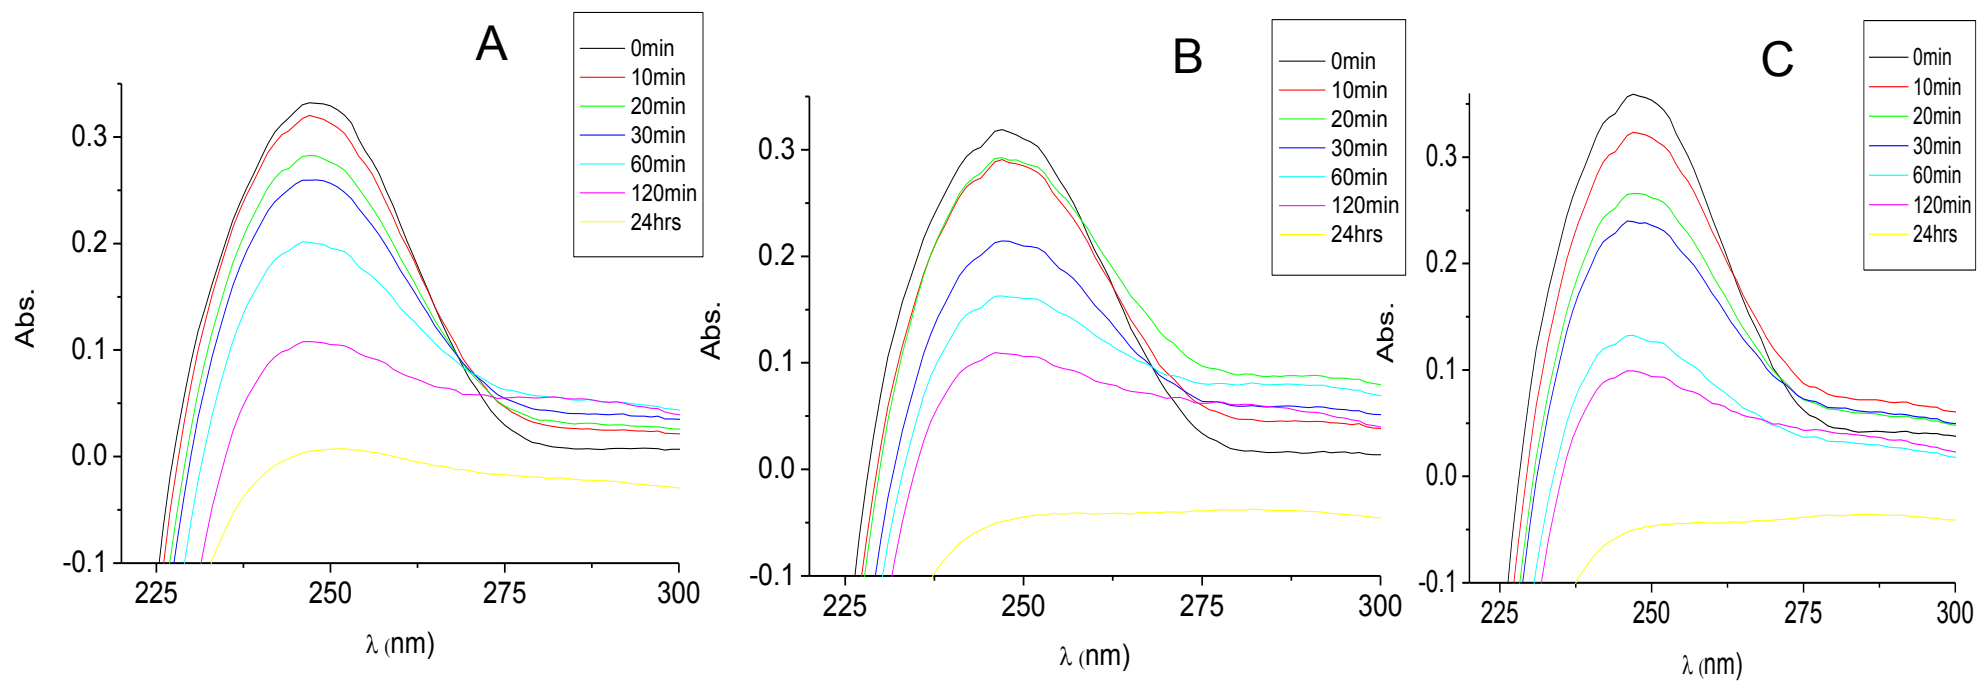 A
0min
10min
20min
30min
60min
120min
24hrs
0.3
0.2
0.1
0.0
-0.1
Abs.
225
250
275
300
λ (nm)
B
0min
10min
20min
30min
60min
120min
24hrs
0.3
0.2
0.1
0.0
-0.1
Abs.
225
250
275
300
λ (nm)
C
0min
10min
20min
30min
60min
120min
24hrs
0.3
0.2
0.1
0.0
-0.1
Abs.
225
250
275
300
λ (nm)